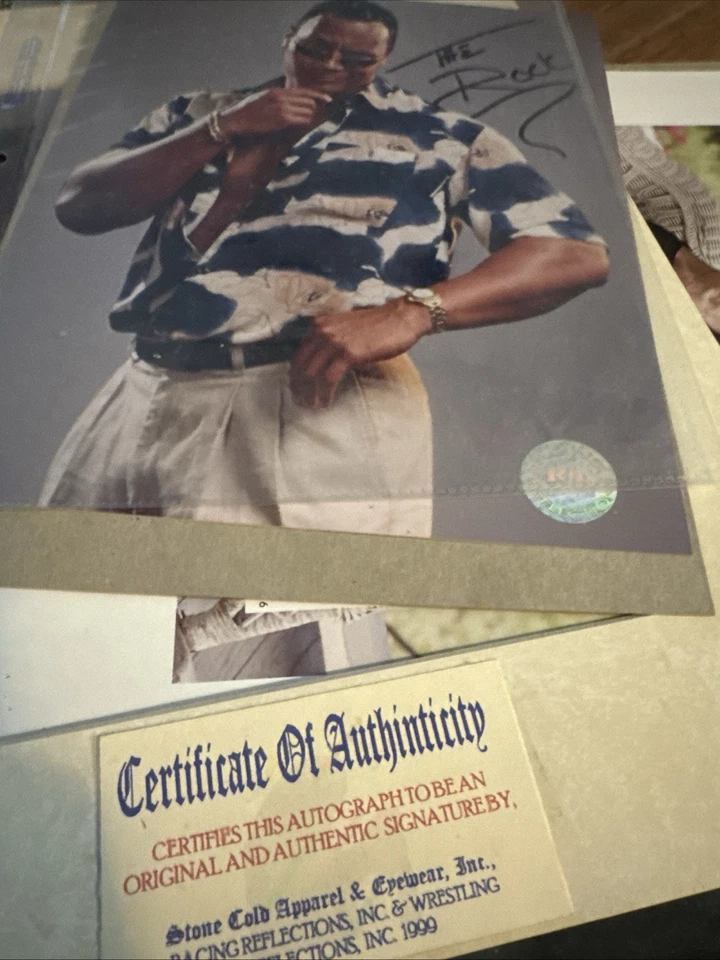 THE
Rock
Certificate Of Authinticity
CERTIFIES THIS AUTOGRAPH TO BE AN
ORIGINAL AND AUTHENTIC SIGNATURE BY,
Stone Cold Apparel & Eyewear, Inc.,
RACING REFLECTIONS, INC. & WRESTLING
REFLECTIONS, INC. 1999